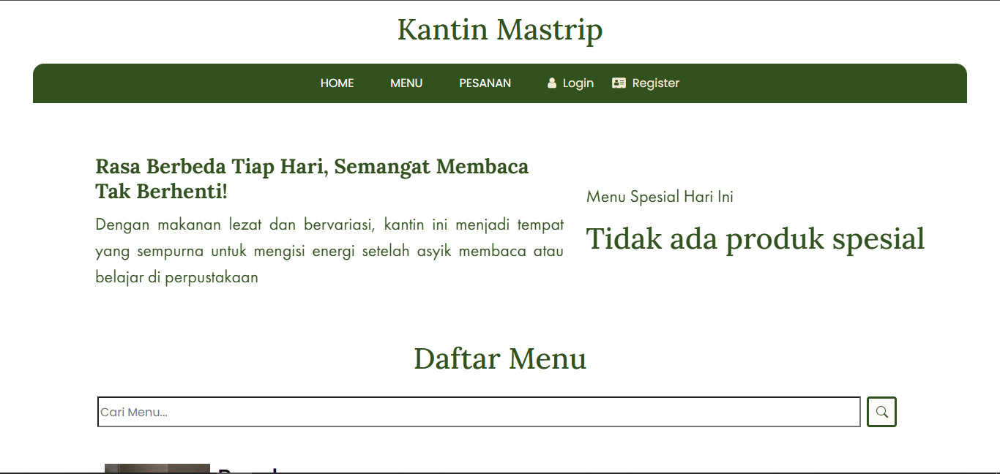 Kantin Mastrip
HOME MENU PESANAN Login Register
Rasa Berbeda Tiap Hari, Semangat Membaca
Tak Berhenti!
Dengan makanan lezat dan bervariasi, kantin ini menjadi tempat
yang sempurna untuk mengisi energi setelah asyik membaca atau
belajar di perpustakaan
Menu Spesial Hari Ini
Tidak ada produk spesial
Daftar Menu
Cari Menu...